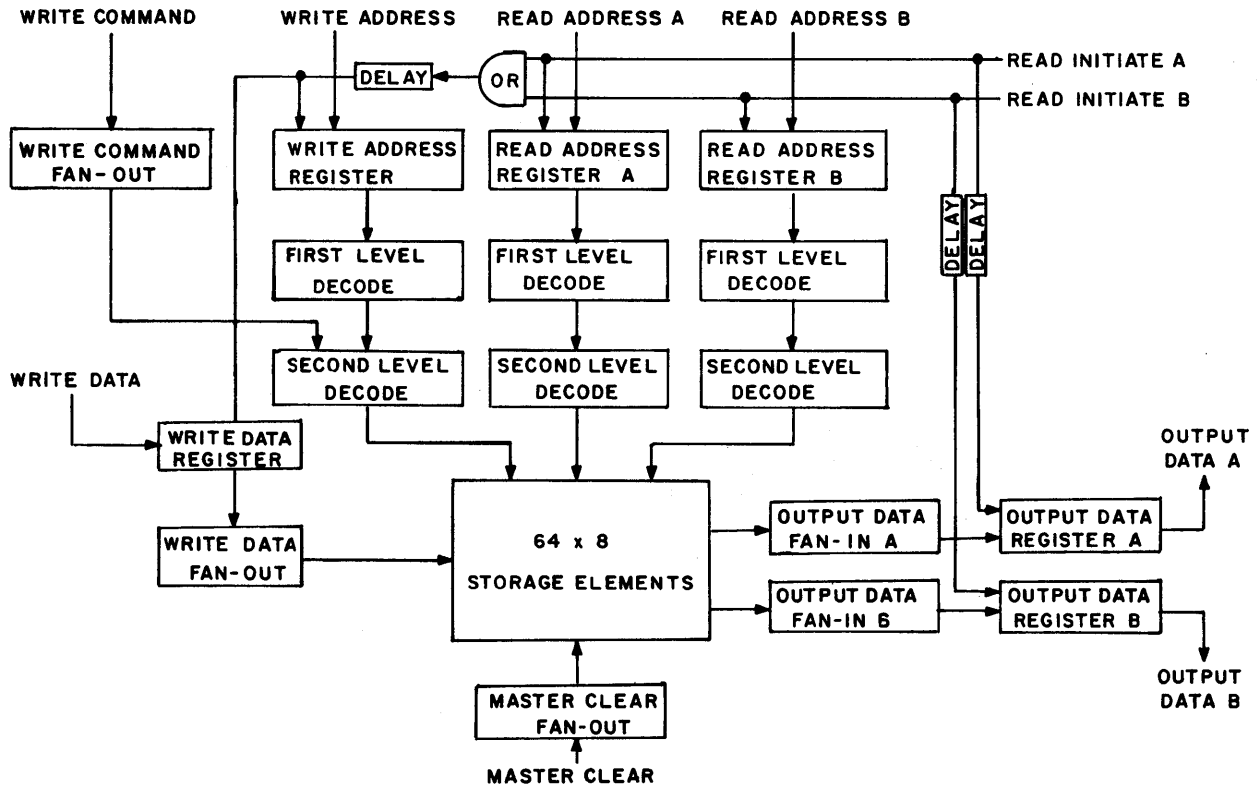 WRITE COMMAND
WRITE ADDRESS
READ ADDRESS A
READ ADDRESS B
READ INITIATE A
READ INITIATE B
DELAY
OR
WRITE COMMAND
FAN-OUT
WRITE ADDRESS
REGISTER
READ ADDRESS
REGISTER A
READ ADDRESS
REGISTER B
DELAY
DELAY
FIRST LEVEL
DECODE
FIRST LEVEL
DECODE
FIRST LEVEL
DECODE
SECOND LEVEL
DECODE
SECOND LEVEL
DECODE
SECOND LEVEL
DECODE
WRITE DATA
WRITE DATA
REGISTER
WRITE DATA
FAN-OUT
64 x 8
STORAGE ELEMENTS
OUTPUT DATA
FAN-IN A
OUTPUT DATA
REGISTER A
OUTPUT
DATA A
OUTPUT DATA
FAN-IN 6
OUTPUT DATA
REGISTER B
OUTPUT
DATA B
MASTER CLEAR
FAN-OUT
MASTER CLEAR